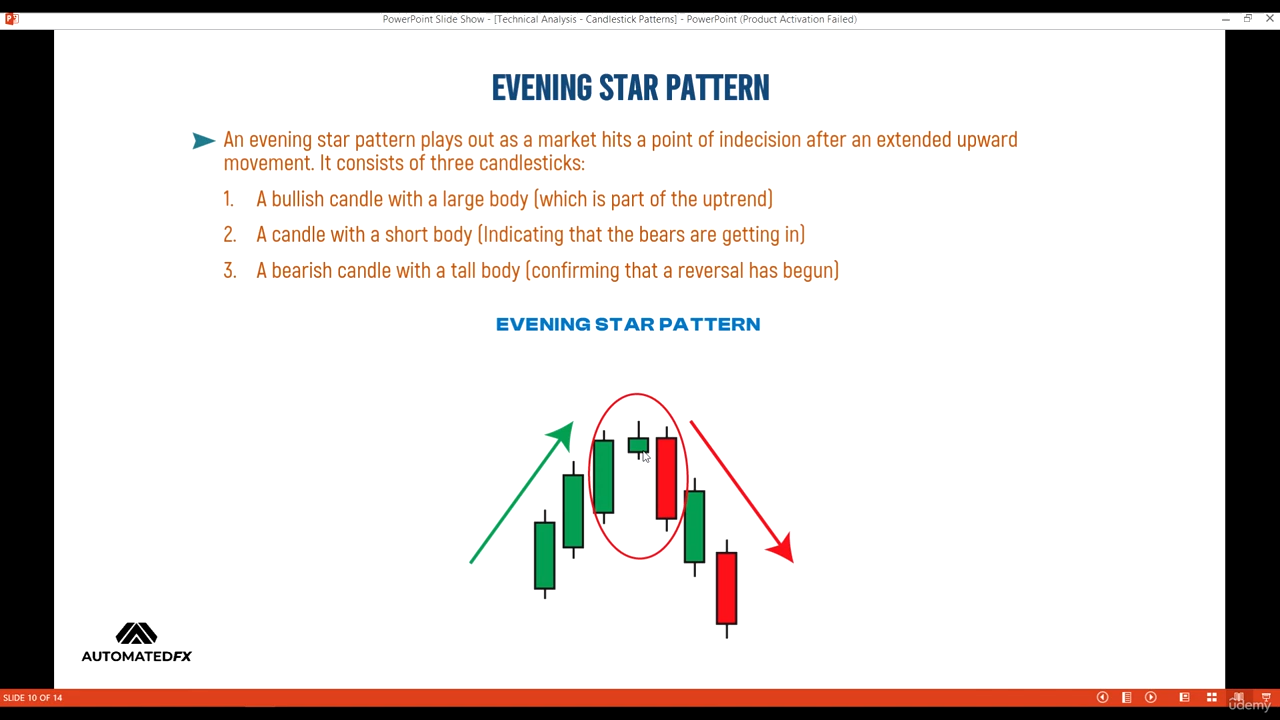 PowerPoint Slide Show - [Technical Analysis - Candlestick Patterns] - PowerPoint (Product Activation Failed)
EVENING STAR PATTERN
An evening star pattern plays out as a market hits a point of indecision after an extended upward
movement. It consists of three candlesticks:
1. A bullish candle with a large body (which is part of the uptrend)
2. A candle with a short body (Indicating that the bears are getting in)
3. A bearish candle with a tall body (confirming that a reversal has begun)
EVENING STAR PATTERN
AUTOMATEDFX
SLIDE 10 OF 14
udemy